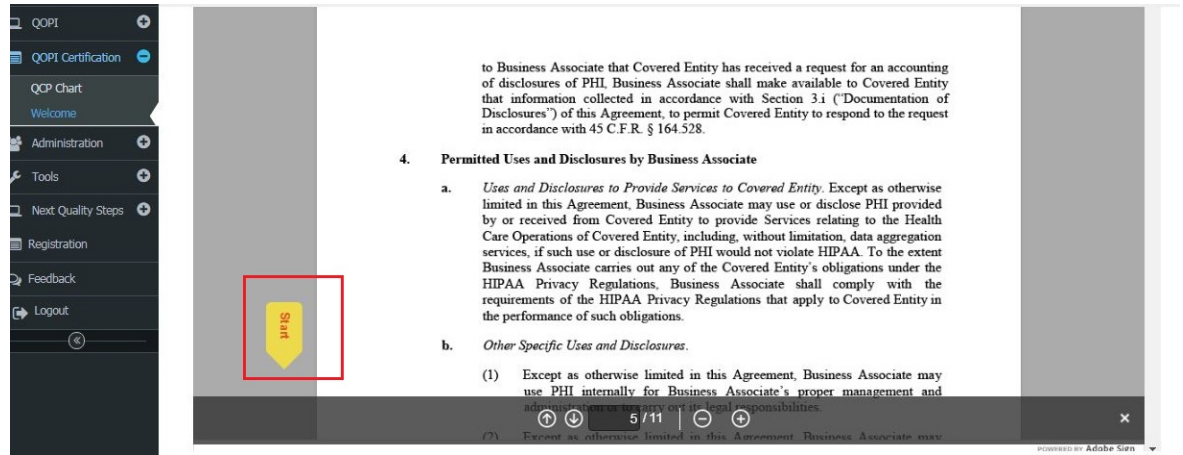 QOPI
QOPI Certification
QCP Chart
Welcome
Administration
Tools
Next Quality Steps
Registration
Feedback
Logout
Start
to Business Associate that Covered Entity has received a request for an accounting
of disclosures of PHI, Business Associate shall make available to Covered Entity
that information collected in accordance with Section 3.i ("Documentation of
Disclosures") of this Agreement, to permit Covered Entity to respond to the request
in accordance with 45 C.F.R. § 164.528.
4. Permitted Uses and Disclosures by Business Associate
a. Uses and Disclosures to Provide Services to Covered Entity. Except as otherwise
limited in this Agreement, Business Associate may use or disclose PHI provided
by or received from Covered Entity to provide Services relating to the Health
Care Operations of Covered Entity, including, without limitation, data aggregation
services, if such use or disclosure of PHI would not violate HIPAA. To the extent
Business Associate carries out any of the Covered Entity's obligations under the
HIPAA Privacy Regulations, Business Associate shall comply with the
requirements of the HIPAA Privacy Regulations that apply to Covered Entity in
the performance of such obligations.
b. Other Specific Uses and Disclosures.
(1) Except as otherwise limited in this Agreement, Business Associate may
use PHI internally for Business Associate's proper management and
administration or to carry out its legal responsibilities.
5 / 11
(2) Except as otherwise limited in this Agreement, Business Associate may
POWERED BY Adobe Sign